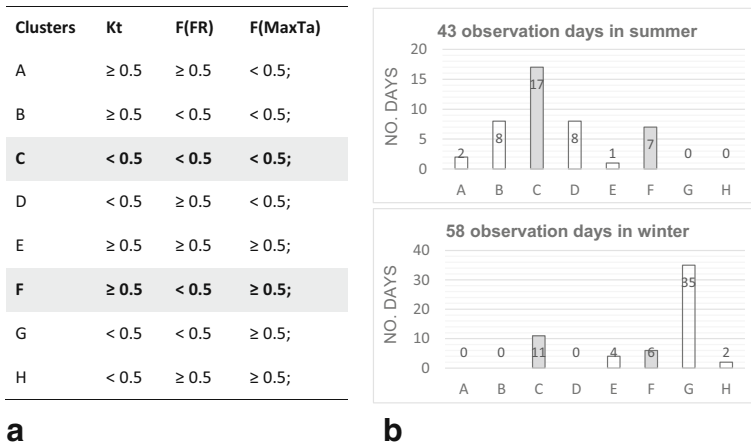 Clusters Kt F(FR) F(MaxTa)
A ≥ 0.5 ≥ 0.5 < 0.5;
B ≥ 0.5 < 0.5 < 0.5;
C < 0.5 < 0.5 < 0.5;
D < 0.5 ≥ 0.5 < 0.5;
E ≥ 0.5 ≥ 0.5 ≥ 0.5;
F ≥ 0.5 < 0.5 ≥ 0.5;
G < 0.5 < 0.5 ≥ 0.5;
H < 0.5 ≥ 0.5 ≥ 0.5;
a
43 observation days in summer
NO. DAYS
20
15
10
5
0
2 8 17 8 1 7 0 0
A B C D E F G H
58 observation days in winter
NO. DAYS
40
30
20
10
0
0 0 11 0 4 6 35 2
A B C D E F G H
b